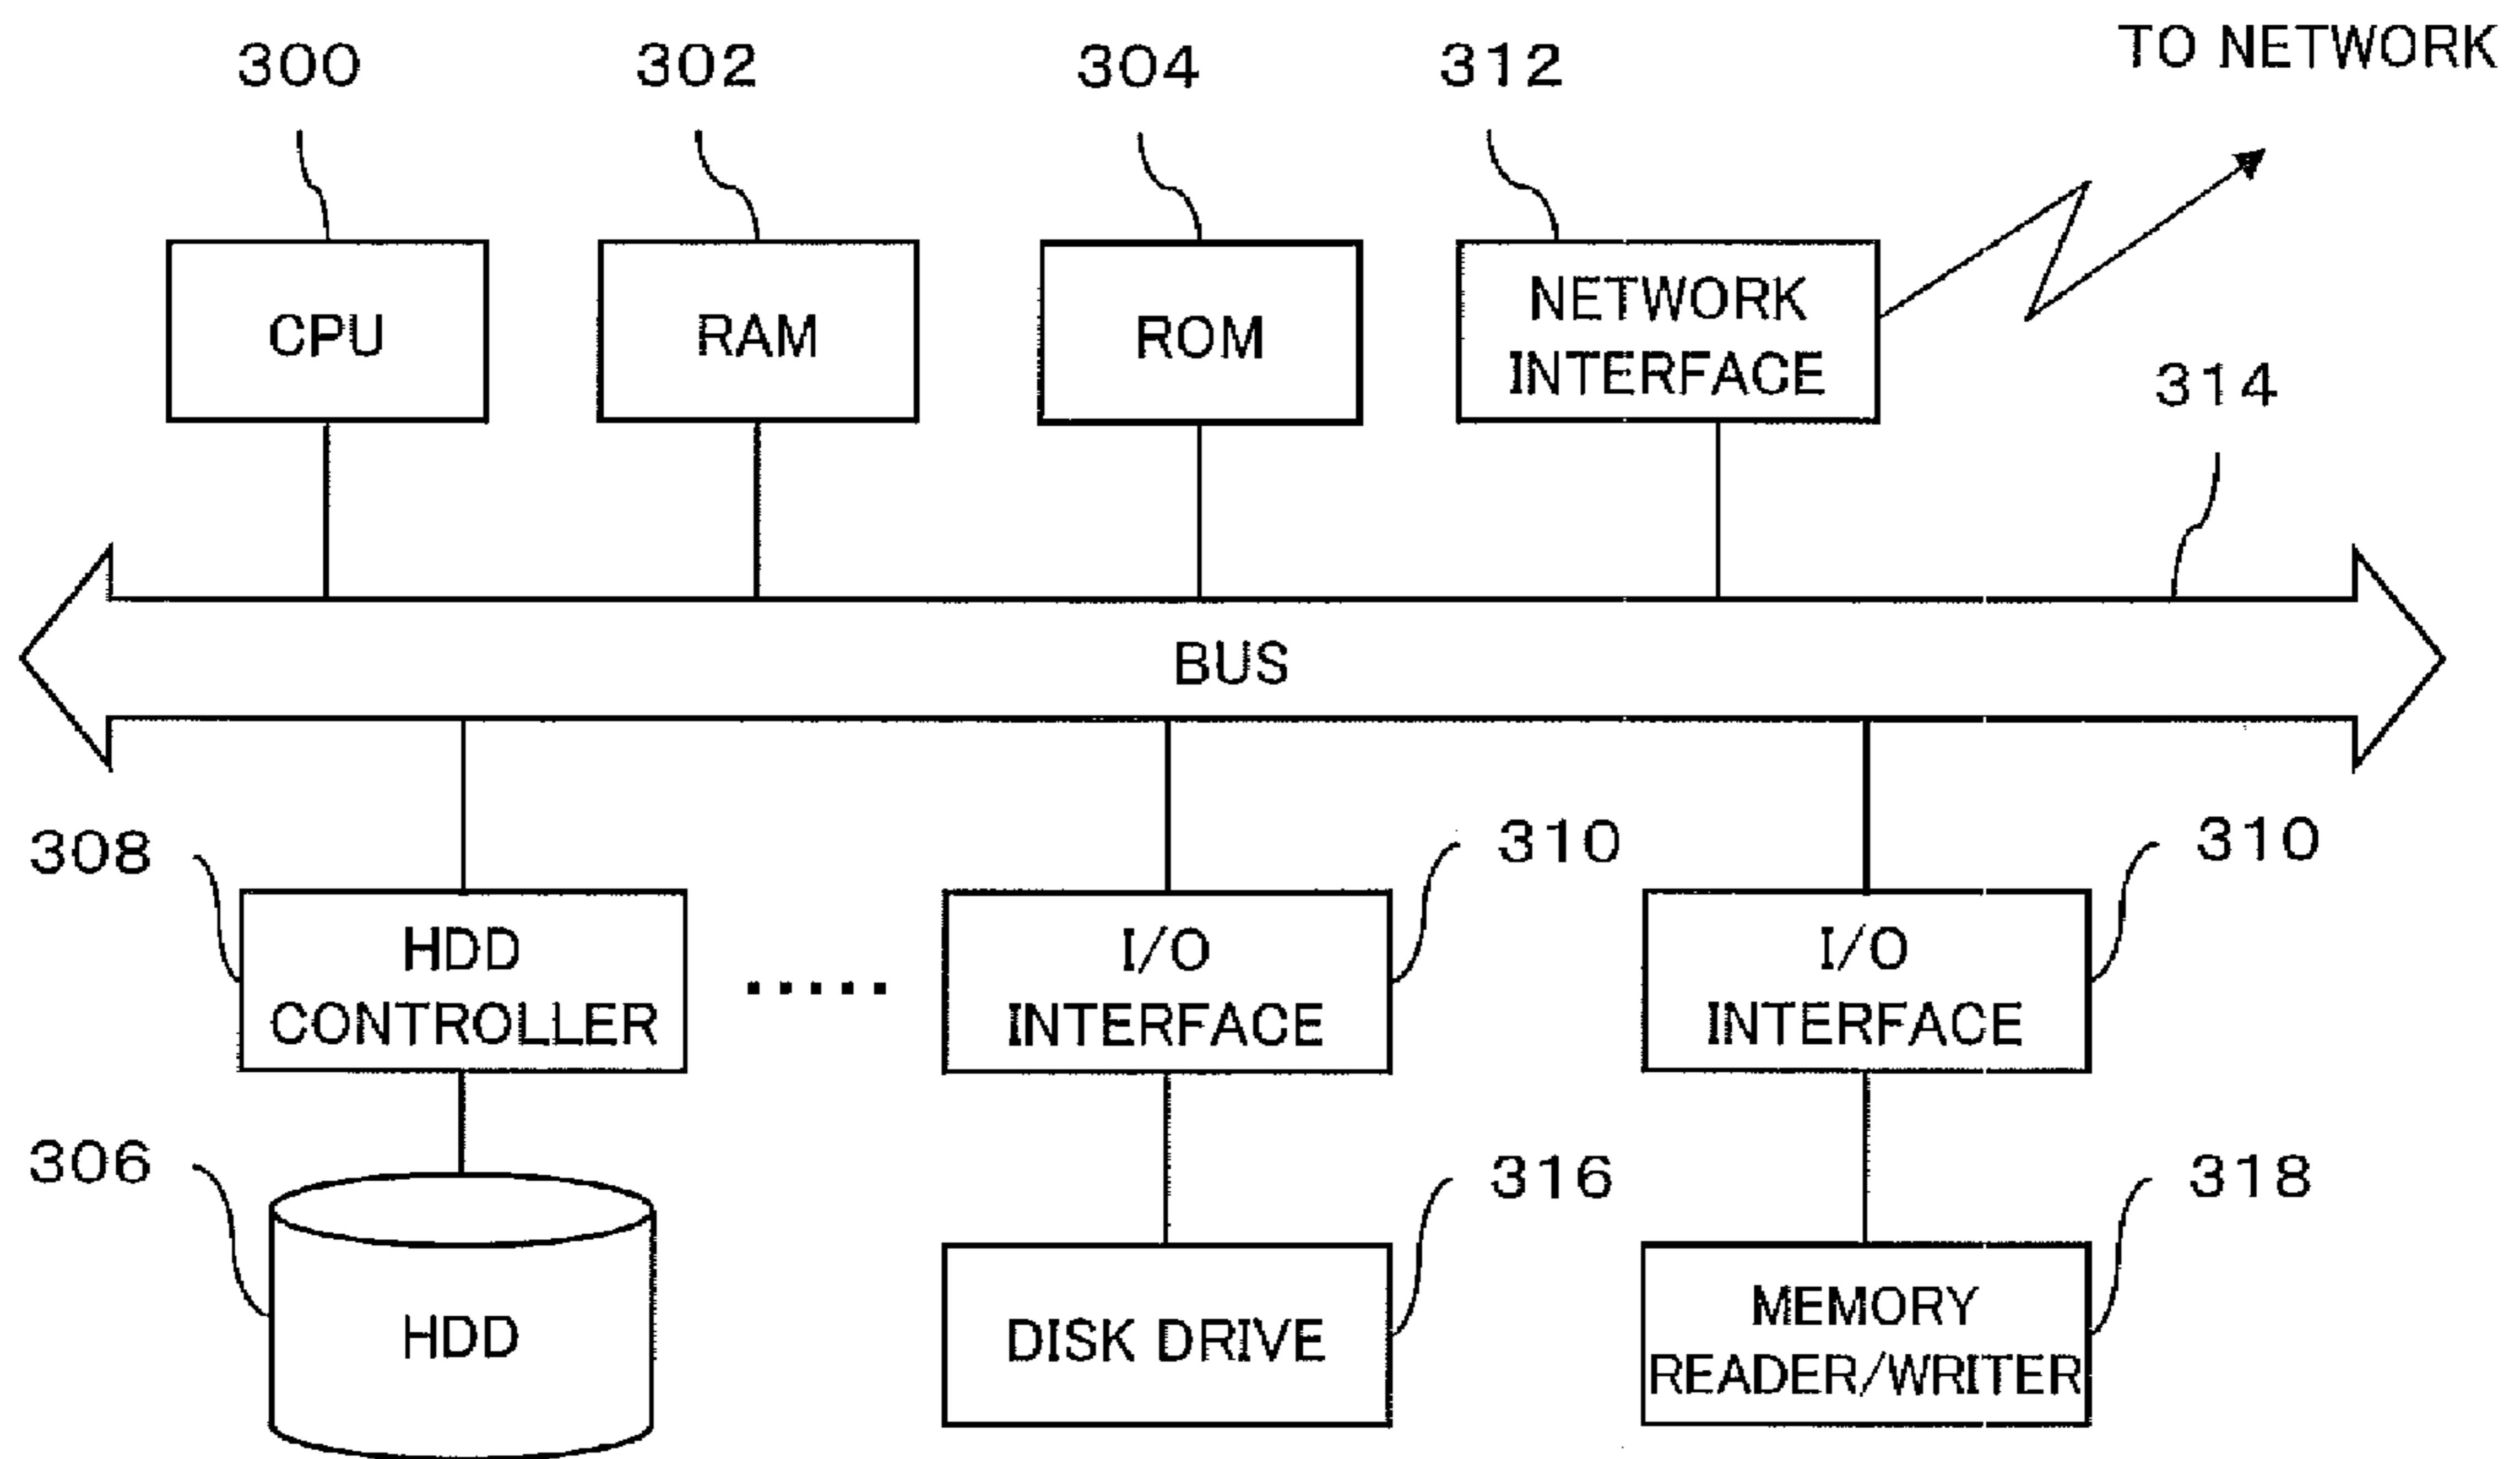 TO NETWORK
300
302
304
312
CPU
RAM
ROM
NETWORK
INTERFACE
314
BUS
308
310
310
HDD
CONTROLLER
.....
I/O
INTERFACE
I/O
INTERFACE
306
316
318
HDD
DISK DRIVE
MEMORY
READER/WRITER